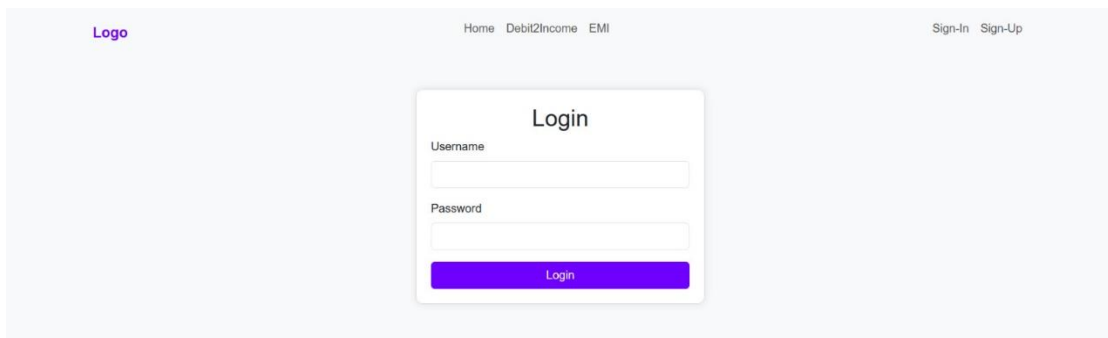 Logo Home Debit2Income EMI Sign-In Sign-Up
Login
Username
Password
Login